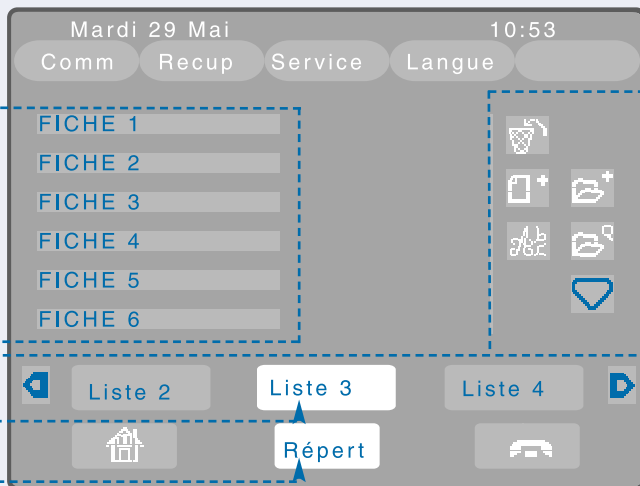 Mardi 29 Mai 10:53
Comm Recup Service Langue
FICHE 1
FICHE 2
FICHE 3
FICHE 4
FICHE 5
FICHE 6
Liste 2 Liste 3 Liste 4
Répert